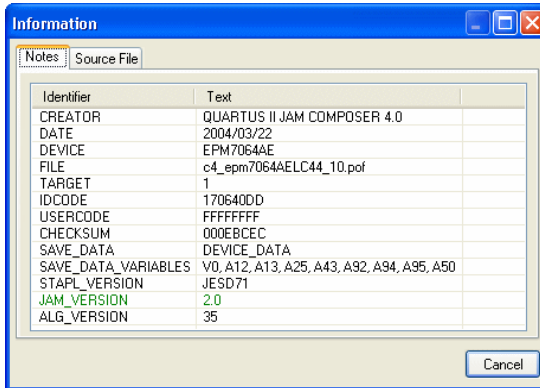 Information
Notes Source File
Identifier Text
CREATOR QUARTUS II JAM COMPOSER 4.0
DATE 2004/03/22
DEVICE EPM7064AE
FILE c4_epm7064AELC44_10.pof
TARGET 1
IDCODE 170640DD
USERCODE FFFFFFFF
CHECKSUM 000EBCEC
SAVE_DATA DEVICE_DATA
SAVE_DATA_VARIABLES V0, A12, A13, A25, A43, A92, A94, A95, A50
STAPL_VERSION JESD71
JAM_VERSION 2.0
ALG_VERSION 35
Cancel